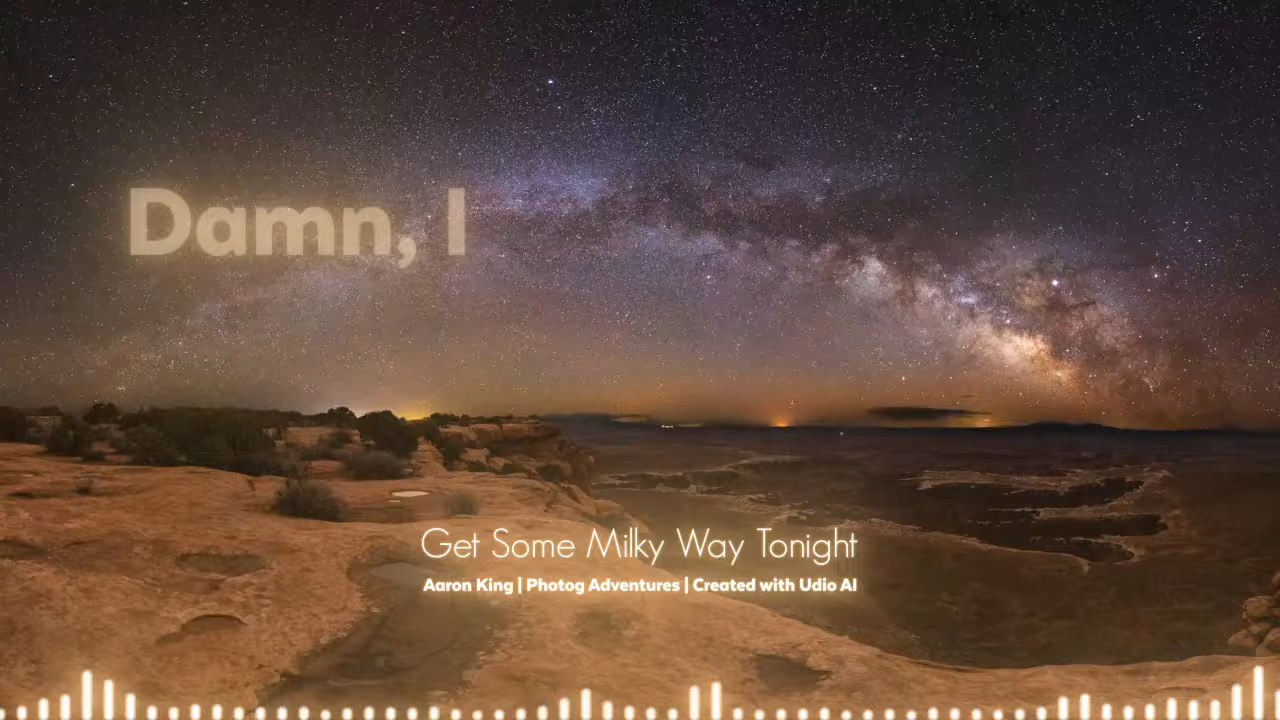 Damn, I
Get Some Milky Way Tonight
Aaron King | Photog Adventures | Created with Udio AI